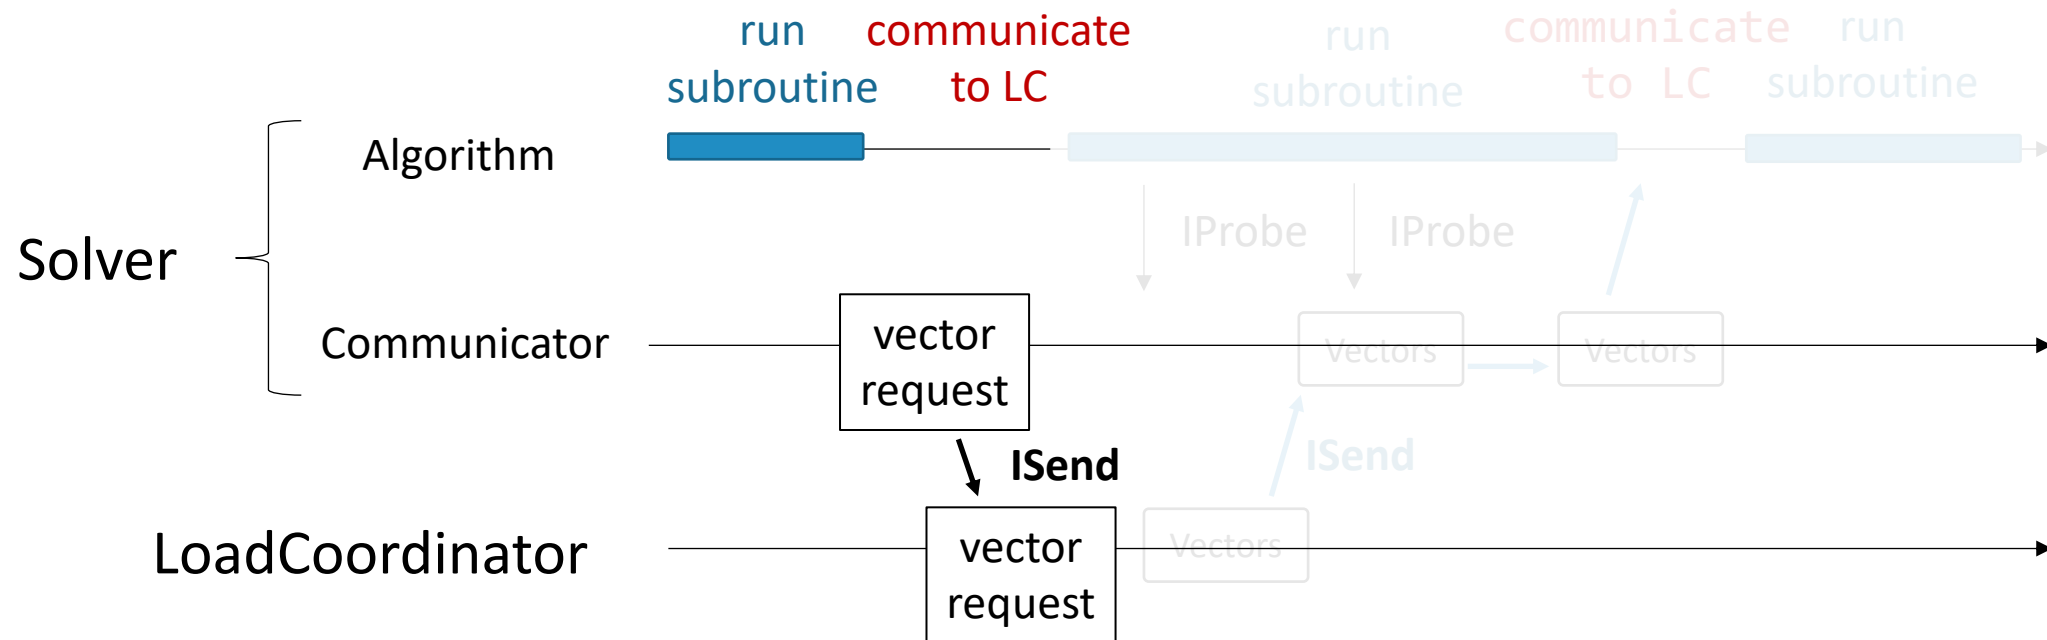 run
subroutine
communicate
to LC
run
subroutine
communicate
to LC
run
subroutine
Algorithm
IProbe
IProbe
Solver
Communicator
vector
request
Vectors
Vectors
ISend
ISend
LoadCoordinator
vector
request
Vectors